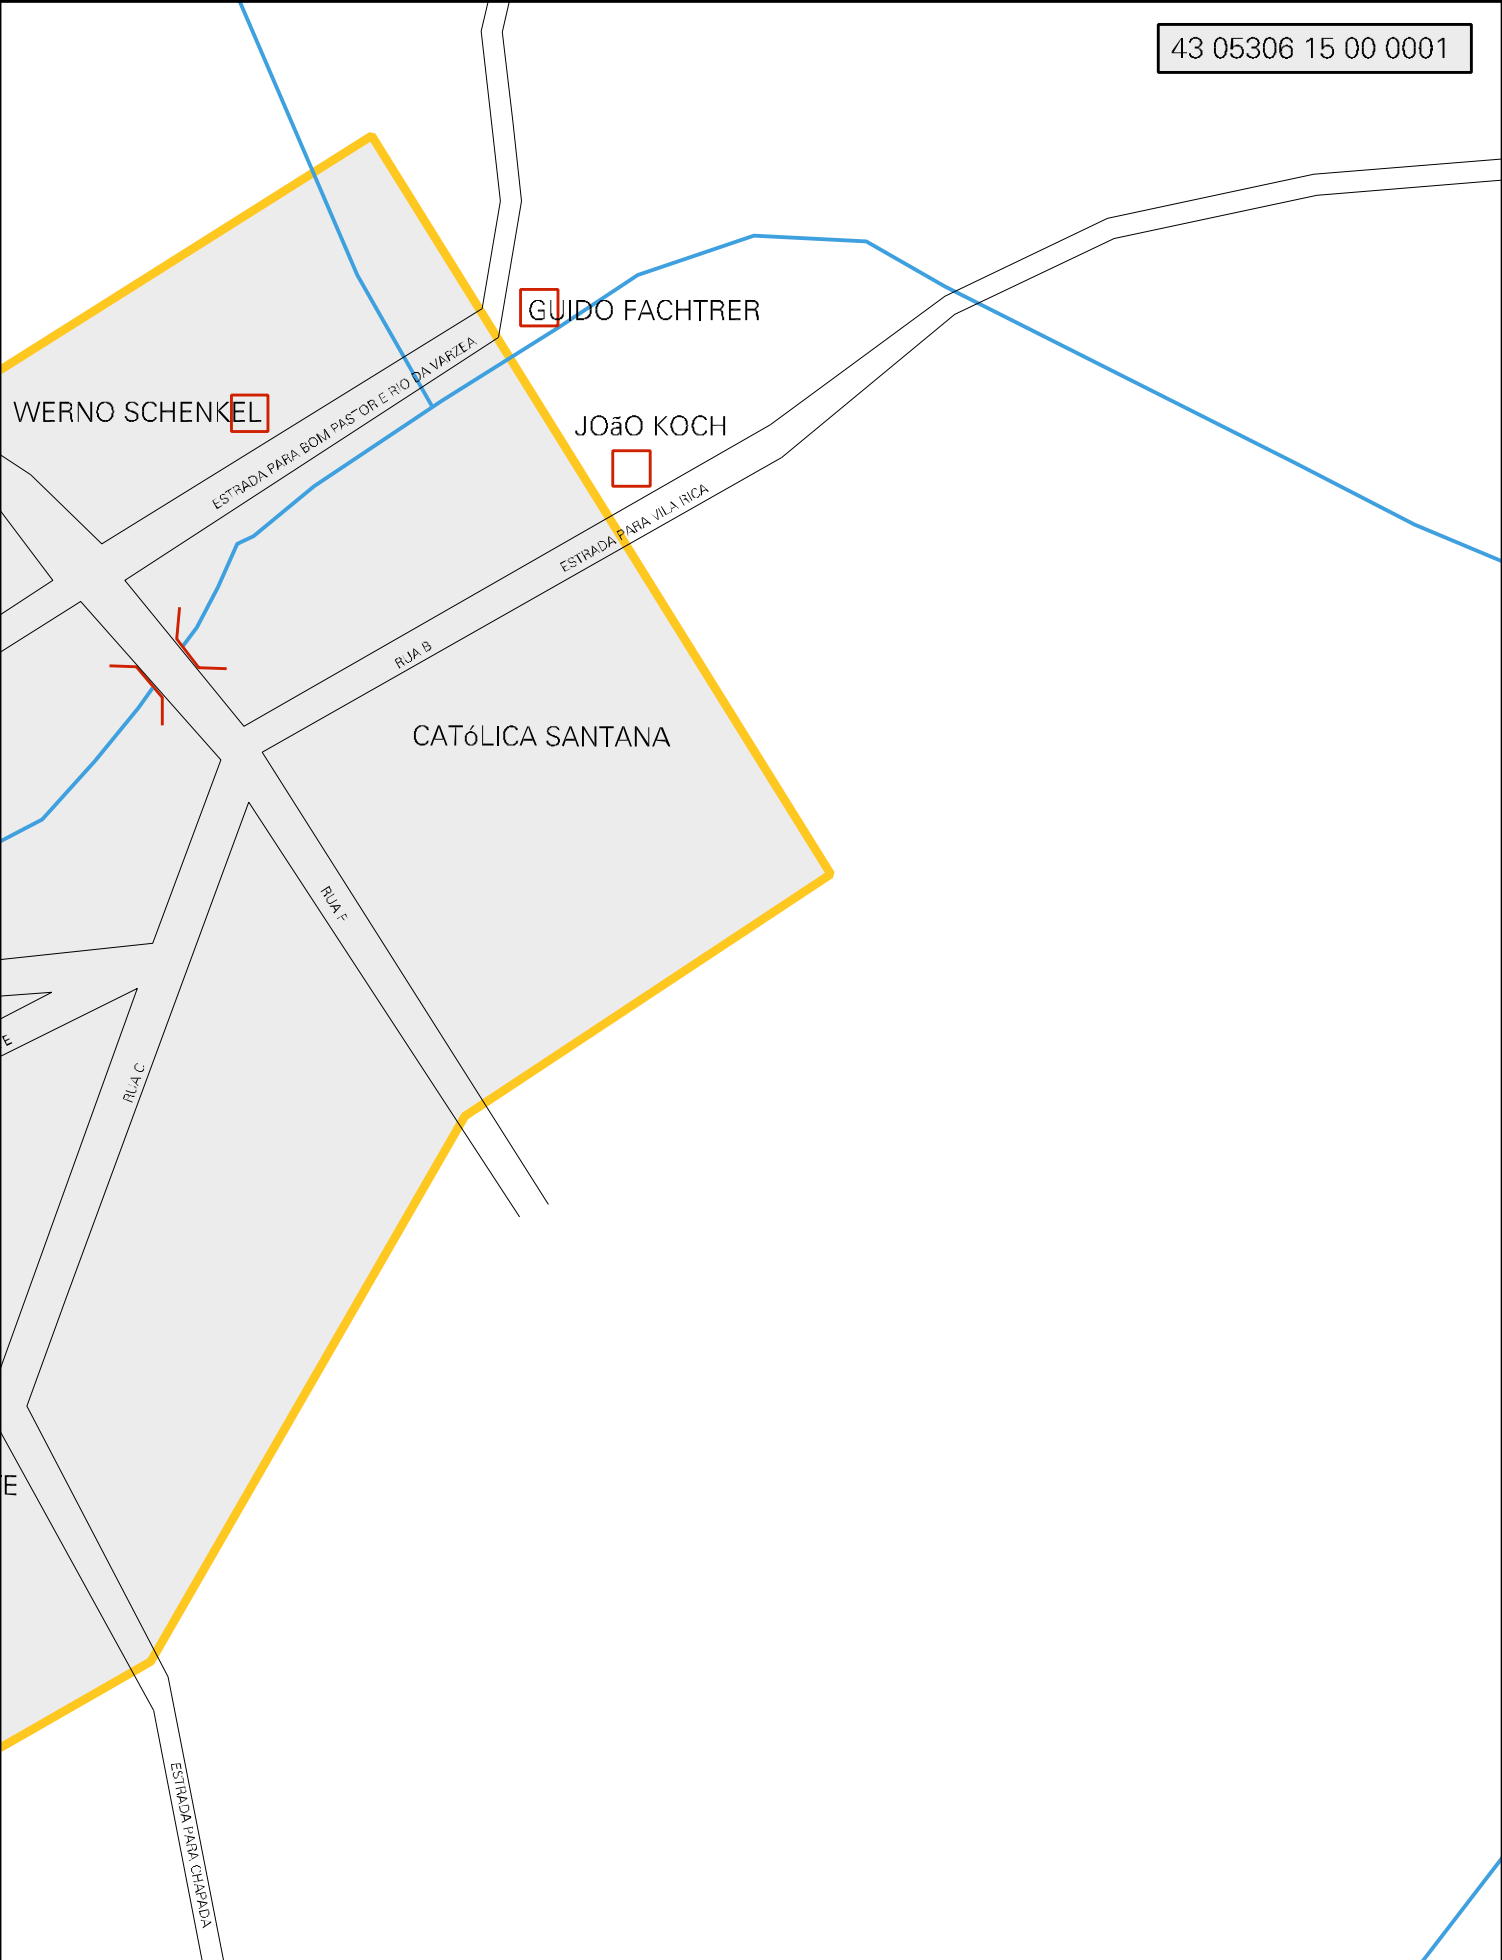 43 05306 15 00 0001
GUIDO FACHTRER
WERNO SCHENKEL
ESTRADA PARA BOM PASTOR E RIO DA VARZEA
JOãO KOCH
ESTRADA PARA VILA RICA
RUA B
CATóLICA SANTANA
RUA F
E
RUA C
E
ESTRADA PARA CHAPADA